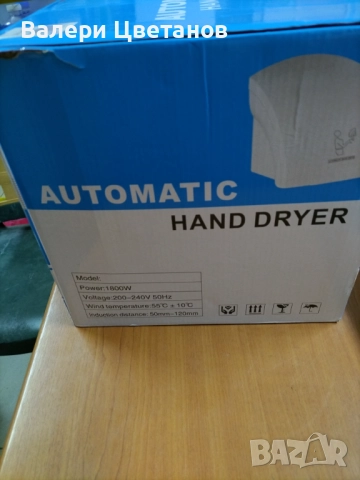 Валери Цветанов
AUTOMATIC
HAND DRYER
Model:
Power:1800W
Voltage:200~240V 50Hz
Wind temperature:55℃ ± 10℃
Induction distance: 50mm~120mm
BAZAR